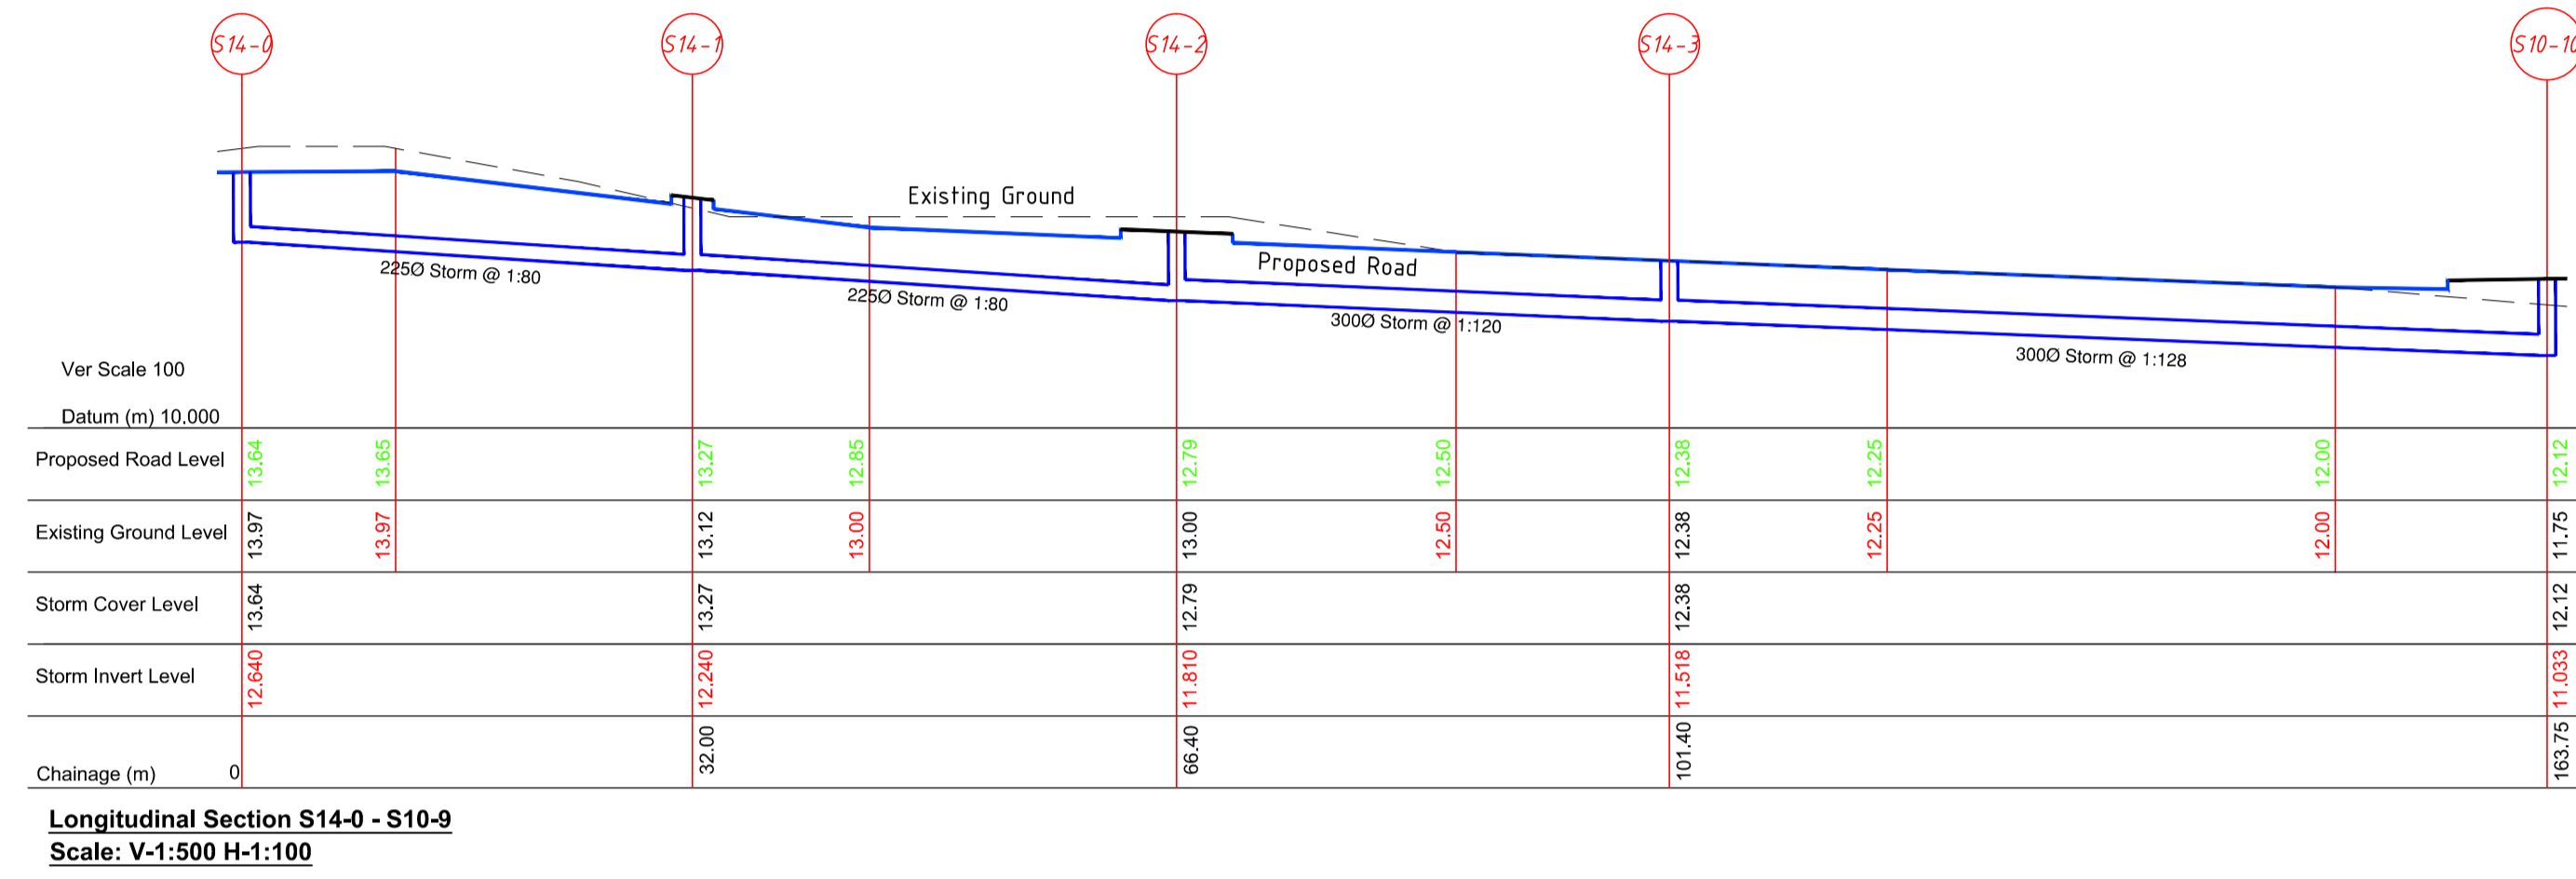 S14-0 S14-1 S14-2 S14-3 S10-10
Existing Ground
Proposed Road
225Ø Storm @ 1:80
225Ø Storm @ 1:80
300Ø Storm @ 1:120
300Ø Storm @ 1:128
Ver Scale 100
Datum (m) 10.000
Proposed Road Level 13.64 13.65 13.27 12.85 12.79 12.50 12.38 12.25 12.00 12.12
Existing Ground Level 13.97 13.97 13.12 13.00 13.00 12.50 12.38 12.25 12.00 11.75
Storm Cover Level 13.64 13.27 12.79 12.38 12.12
Storm Invert Level 12.640 12.240 11.810 11.518 11.033
Chainage (m) 0 32.00 66.40 101.40 163.75
Longitudinal Section S14-0 - S10-9
Scale: V-1:500 H-1:100